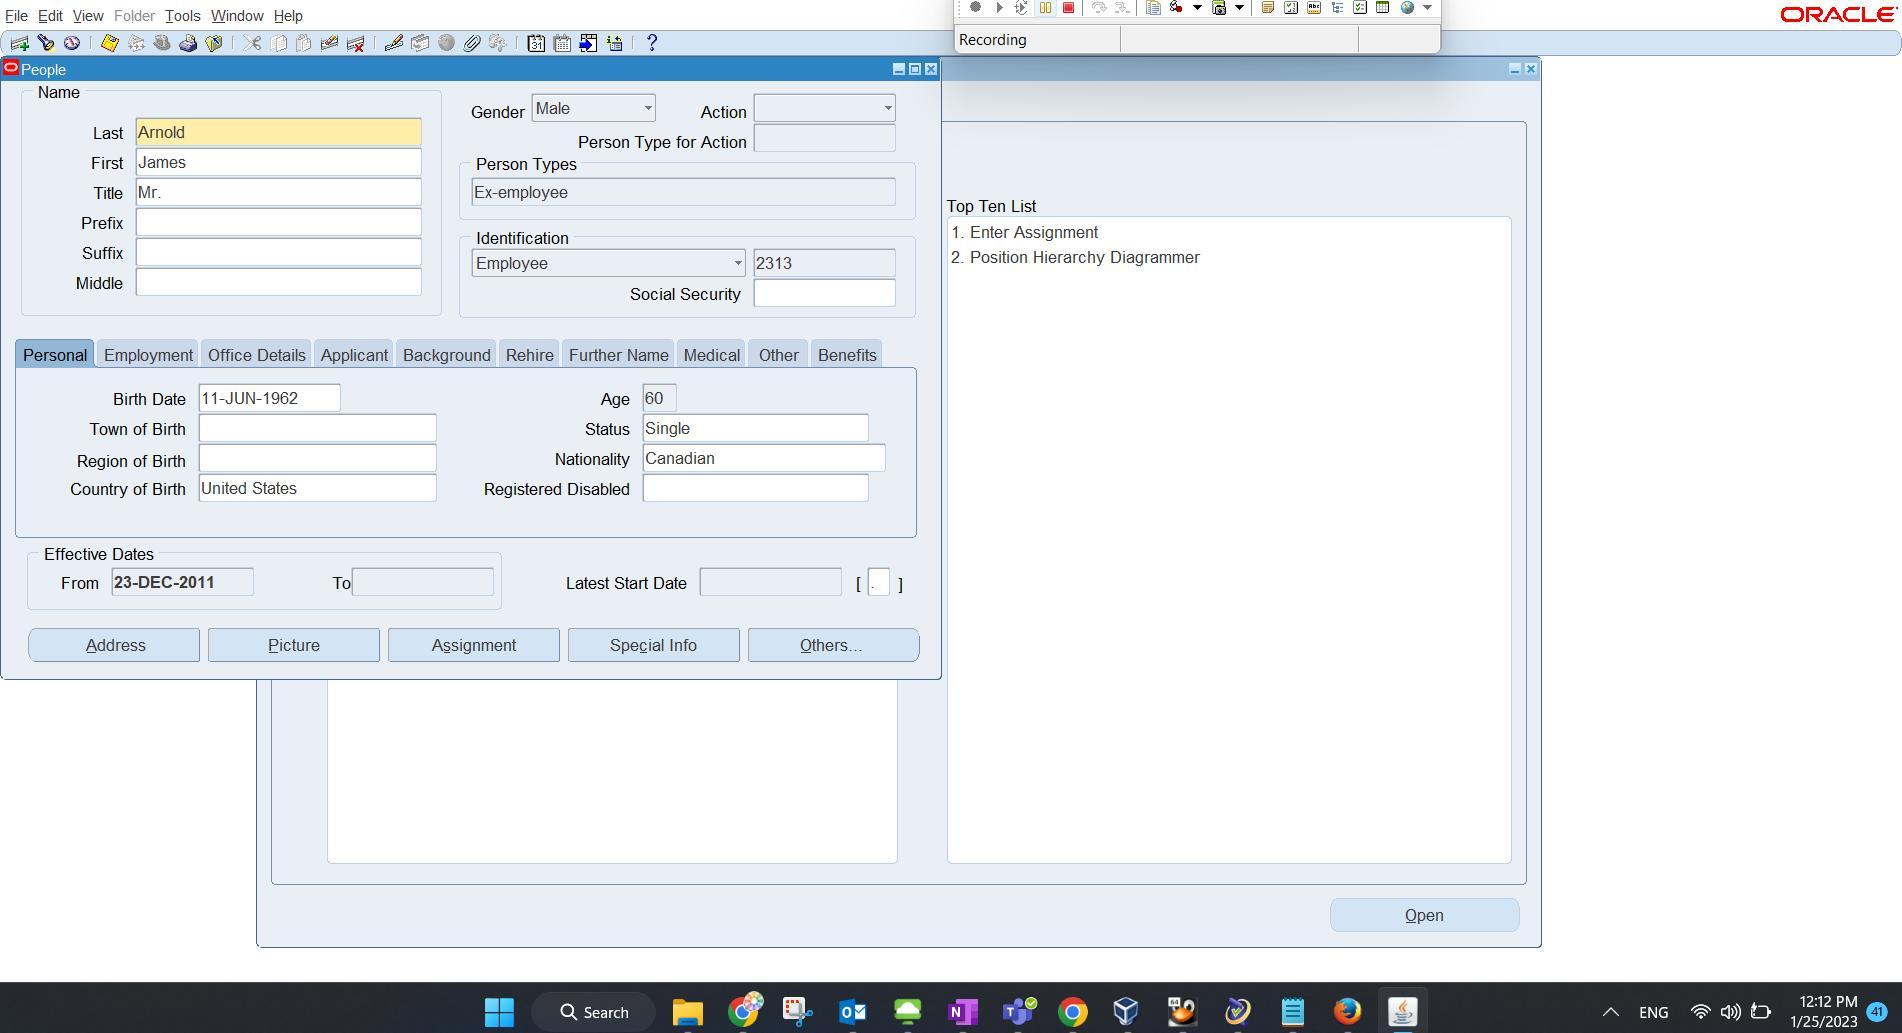 File Edit View Folder Tools Window Help
ORACLE
Recording
People
Name
Last Arnold
First James
Title Mr.
Prefix
Suffix
Middle
Gender Male Action
Person Type for Action
Person Types
Ex-employee
Identification
Employee 2313
Social Security
Top Ten List
1. Enter Assignment
2. Position Hierarchy Diagrammer
Personal Employment Office Details Applicant Background Rehire Further Name Medical Other Benefits
Birth Date 11-JUN-1962 Age 60
Town of Birth Status Single
Region of Birth Nationality Canadian
Country of Birth United States Registered Disabled
Effective Dates
From 23-DEC-2011 To Latest Start Date [ . ]
Address Picture Assignment Special Info Others...
Open
Search
ENG
12:12 PM
1/25/2023
41